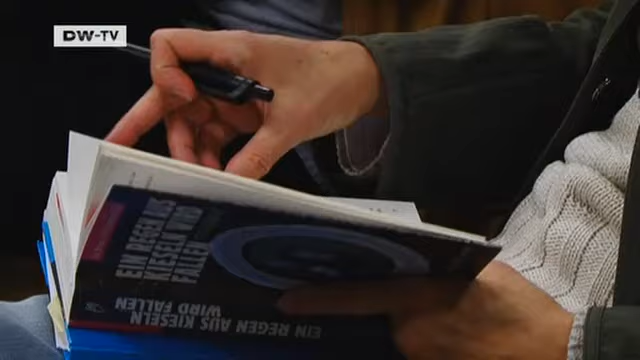 DW-TV
EIN REGEN AUS
KIESELN WIRD
FALLEN
EIN REGEN AUS KIESELN
WIRD FALLEN